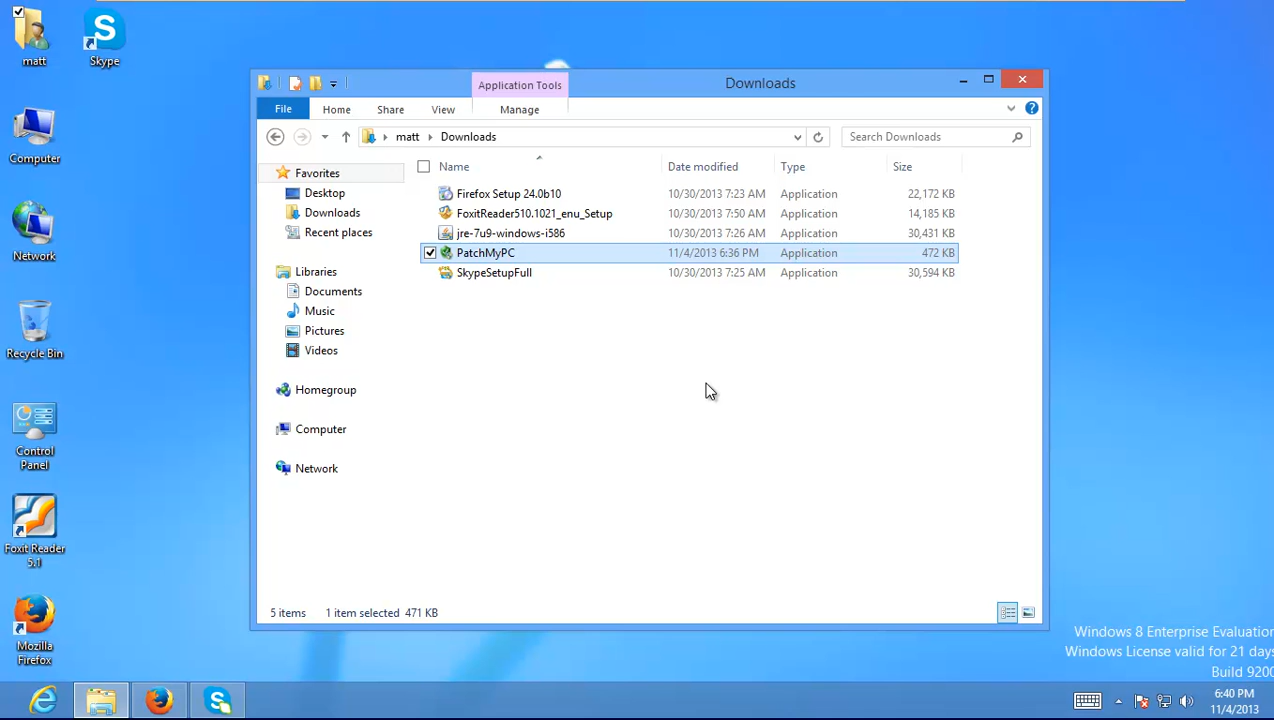 matt
Skype
Computer
Network
Recycle Bin
Control
Panel
Foxit Reader
5.1
Mozilla
Firefox
Application Tools
Downloads
File
Home
Share
View
Manage
matt
Downloads
Search Downloads
Name
Date modified
Type
Size
Firefox Setup 24.0b10 10/30/2013 7:23 AM Application 22,172 KB
FoxitReader510.1021_enu_Setup 10/30/2013 7:50 AM Application 14,185 KB
jre-7u9-windows-i586 10/30/2013 7:26 AM Application 30,431 KB
PatchMyPC 11/4/2013 6:36 PM Application 472 KB
SkypeSetupFull 10/30/2013 7:25 AM Application 30,594 KB
Favorites
Desktop
Downloads
Recent places
Libraries
Documents
Music
Pictures
Videos
Homegroup
Computer
Network
5 items 1 item selected 471 KB
Windows 8 Enterprise Evaluation
Windows License valid for 21 days
Build 9200
6:40 PM
11/4/2013